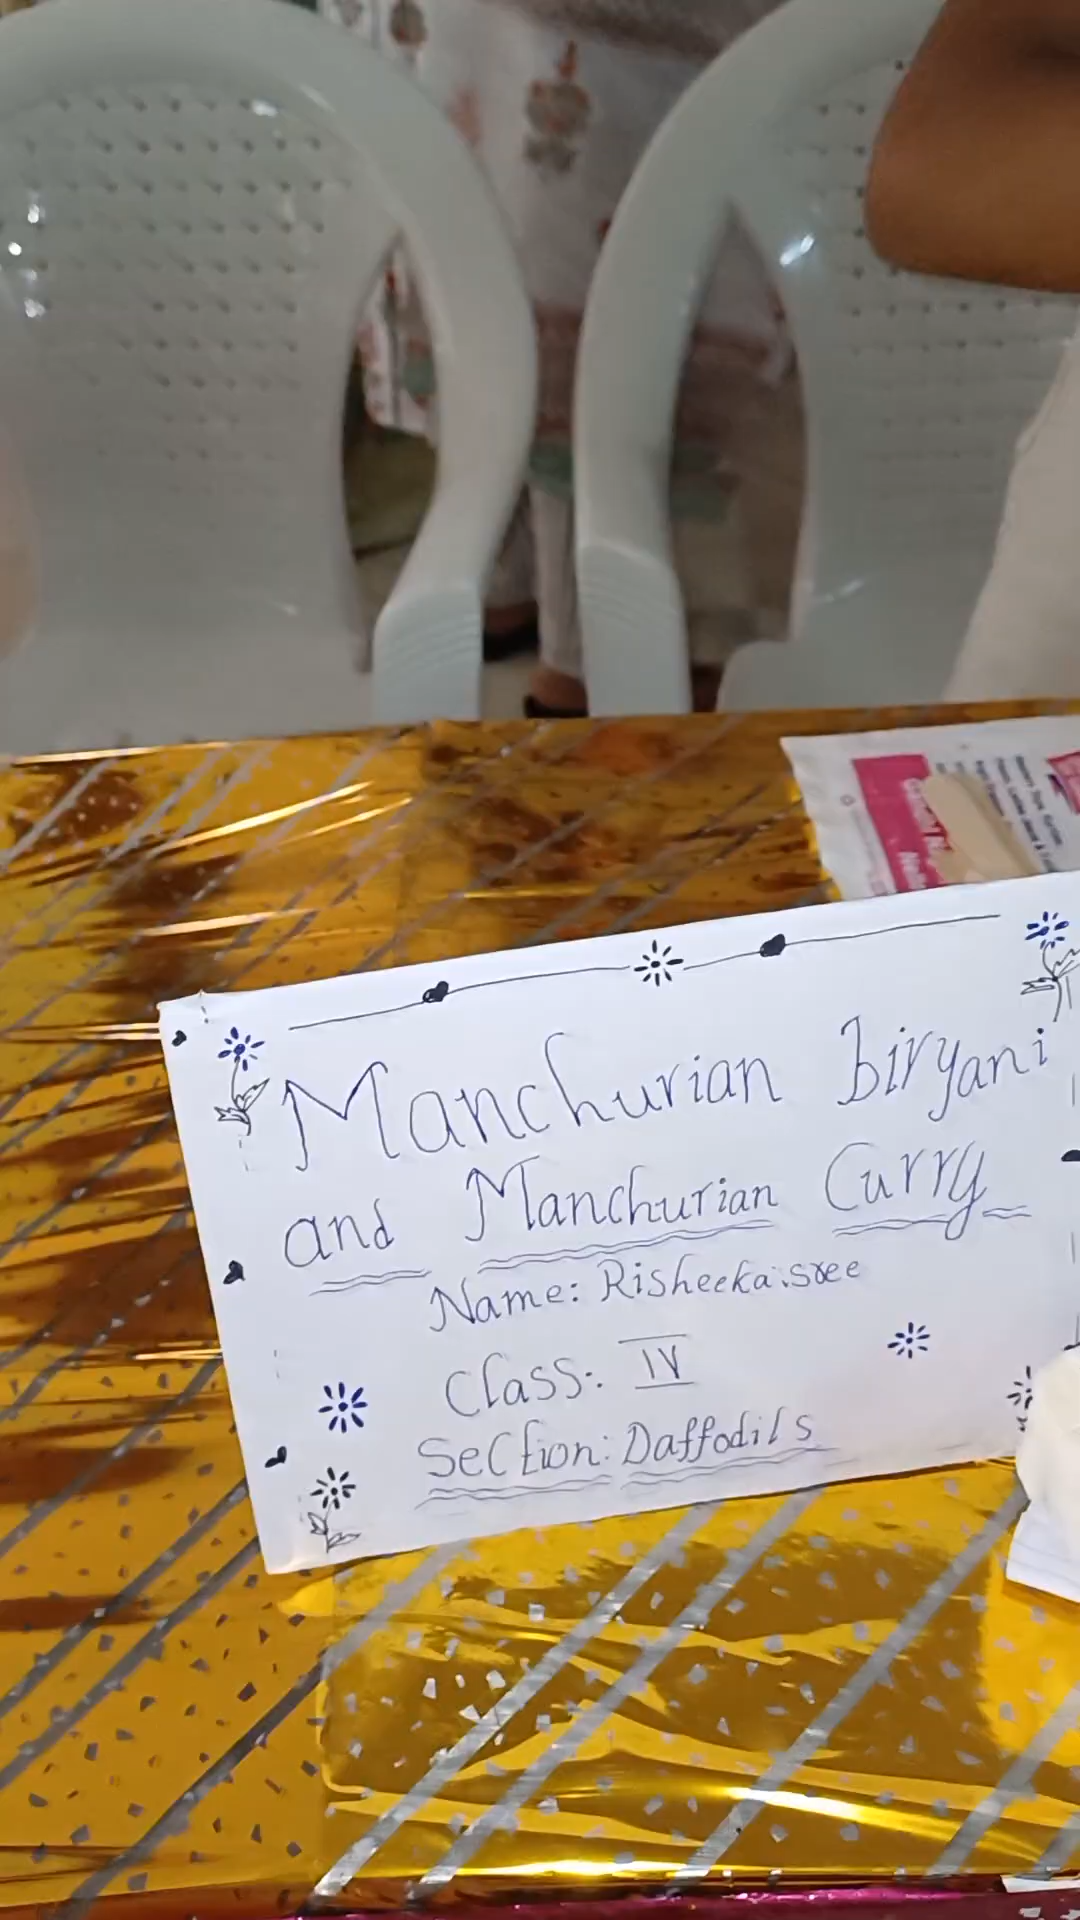 Manchurian biryani
and Manchurian Curry
Name: Risheeka.sree
Class: IV
Section: Daffodils